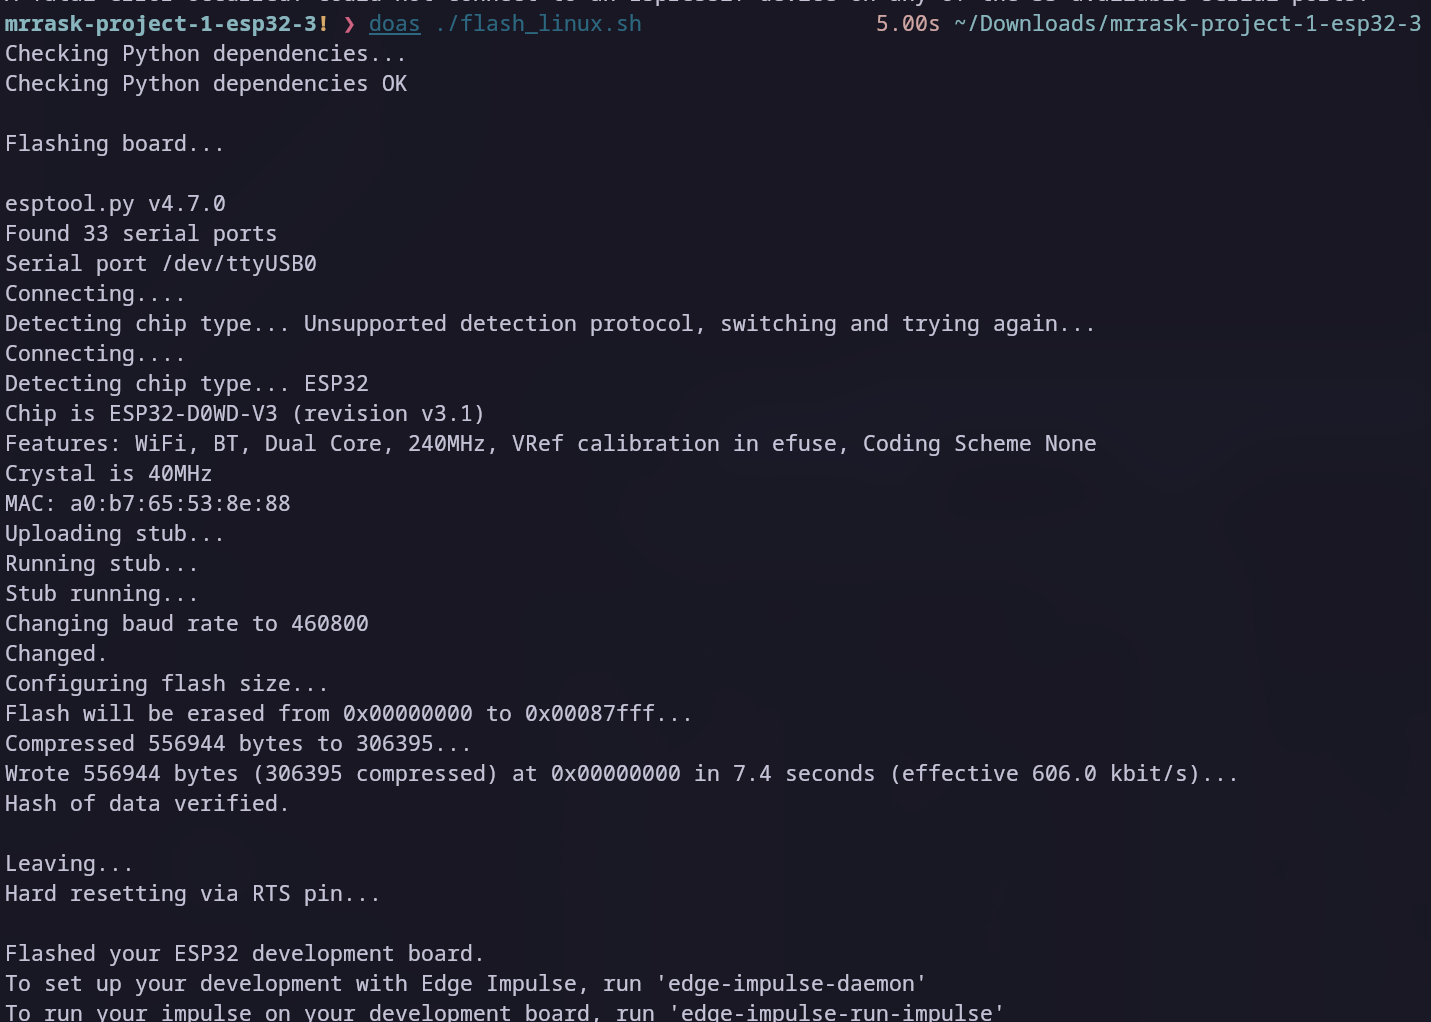 mrrask-project-1-esp32-3! ❯ doas ./flash_linux.sh 5.00s ~/Downloads/mrrask-project-1-esp32-3
Checking Python dependencies...
Checking Python dependencies OK
Flashing board...
esptool.py v4.7.0
Found 33 serial ports
Serial port /dev/ttyUSB0
Connecting....
Detecting chip type... Unsupported detection protocol, switching and trying again...
Connecting....
Detecting chip type... ESP32
Chip is ESP32-D0WD-V3 (revision v3.1)
Features: WiFi, BT, Dual Core, 240MHz, VRef calibration in efuse, Coding Scheme None
Crystal is 40MHz
MAC: a0:b7:65:53:8e:88
Uploading stub...
Running stub...
Stub running...
Changing baud rate to 460800
Changed.
Configuring flash size...
Flash will be erased from 0x00000000 to 0x00087fff...
Compressed 556944 bytes to 306395...
Wrote 556944 bytes (306395 compressed) at 0x00000000 in 7.4 seconds (effective 606.0 kbit/s)...
Hash of data verified.
Leaving...
Hard resetting via RTS pin...
Flashed your ESP32 development board.
To set up your development with Edge Impulse, run 'edge-impulse-daemon'
To run your impulse on your development board, run 'edge-impulse-run-impulse'